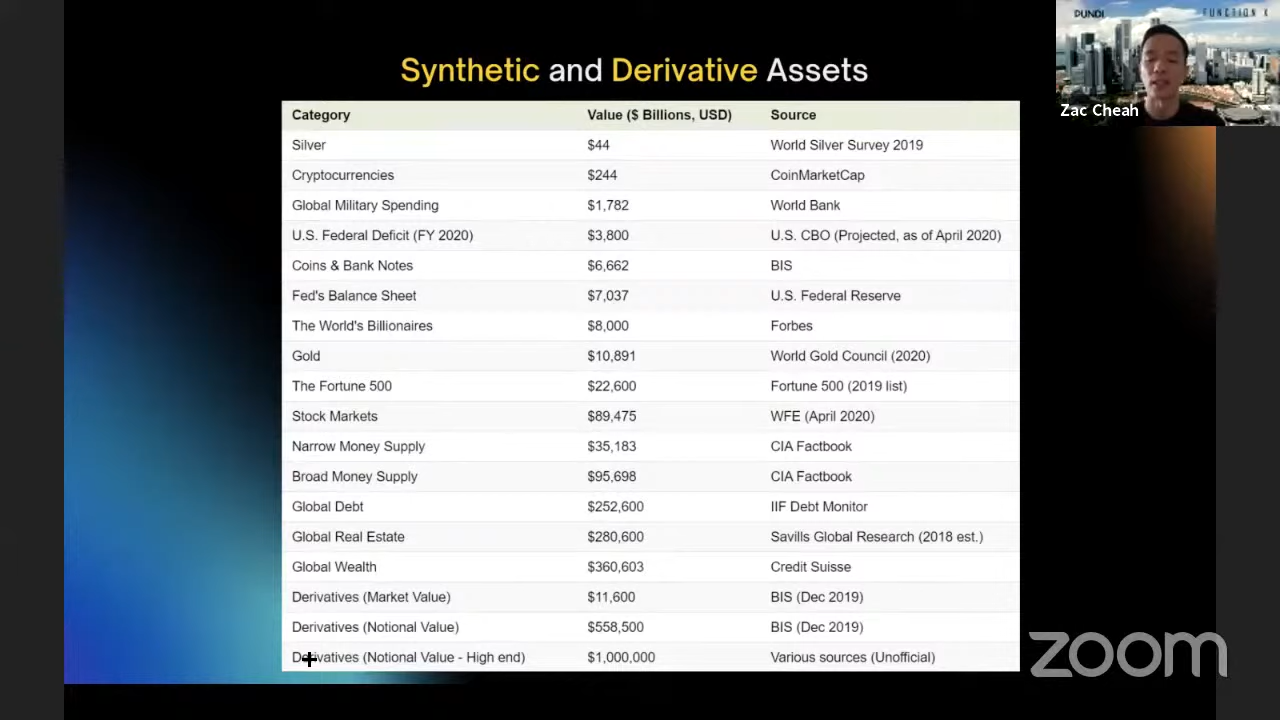 PUNDI
FUNCTION X
Zac Cheah
Synthetic and Derivative Assets
Category Value ($ Billions, USD) Source
Silver $44 World Silver Survey 2019
Cryptocurrencies $244 CoinMarketCap
Global Military Spending $1,782 World Bank
U.S. Federal Deficit (FY 2020) $3,800 U.S. CBO (Projected, as of April 2020)
Coins & Bank Notes $6,662 BIS
Fed's Balance Sheet $7,037 U.S. Federal Reserve
The World's Billionaires $8,000 Forbes
Gold $10,891 World Gold Council (2020)
The Fortune 500 $22,600 Fortune 500 (2019 list)
Stock Markets $89,475 WFE (April 2020)
Narrow Money Supply $35,183 CIA Factbook
Broad Money Supply $95,698 CIA Factbook
Global Debt $252,600 IIF Debt Monitor
Global Real Estate $280,600 Savills Global Research (2018 est.)
Global Wealth $360,603 Credit Suisse
Derivatives (Market Value) $11,600 BIS (Dec 2019)
Derivatives (Notional Value) $558,500 BIS (Dec 2019)
Derivatives (Notional Value - High end) $1,000,000 Various sources (Unofficial)
zoom